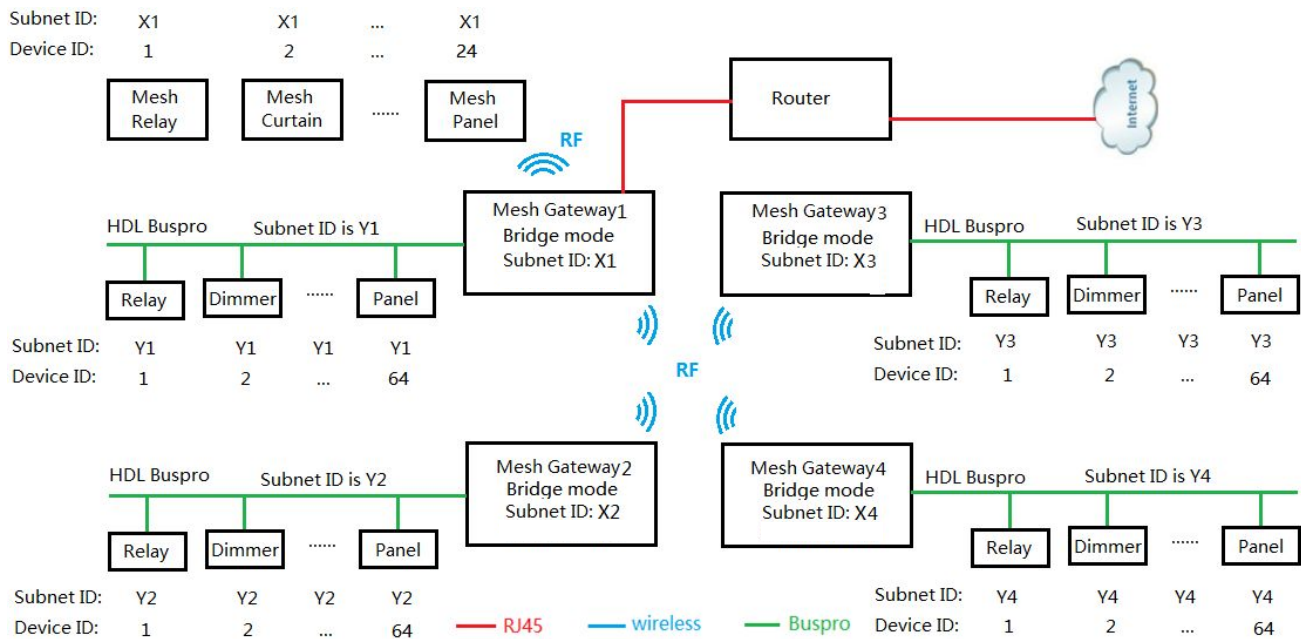 Subnet ID: X1 X1 ... X1
Device ID: 1 2 ... 24
Mesh Relay
Mesh Curtain
......
Mesh Panel
RF
Router
Internet
HDL Buspro Subnet ID is Y1
Mesh Gateway1
Bridge mode
Subnet ID: X1
Relay Dimmer ...... Panel
Subnet ID: Y1 Y1 Y1 Y1
Device ID: 1 2 ... 64
Mesh Gateway3
Bridge mode
Subnet ID: X3
HDL Buspro Subnet ID is Y3
Relay Dimmer ...... Panel
Subnet ID: Y3 Y3 Y3 Y3
Device ID: 1 2 ... 64
RF
HDL Buspro Subnet ID is Y2
Mesh Gateway2
Bridge mode
Subnet ID: X2
Relay Dimmer ...... Panel
Subnet ID: Y2 Y2 Y2 Y2
Device ID: 1 2 ... 64
Mesh Gateway4
Bridge mode
Subnet ID: X4
HDL Buspro Subnet ID is Y4
Relay Dimmer ...... Panel
Subnet ID: Y4 Y4 Y4 Y4
Device ID: 1 2 ... 64
RJ45 wireless Buspro